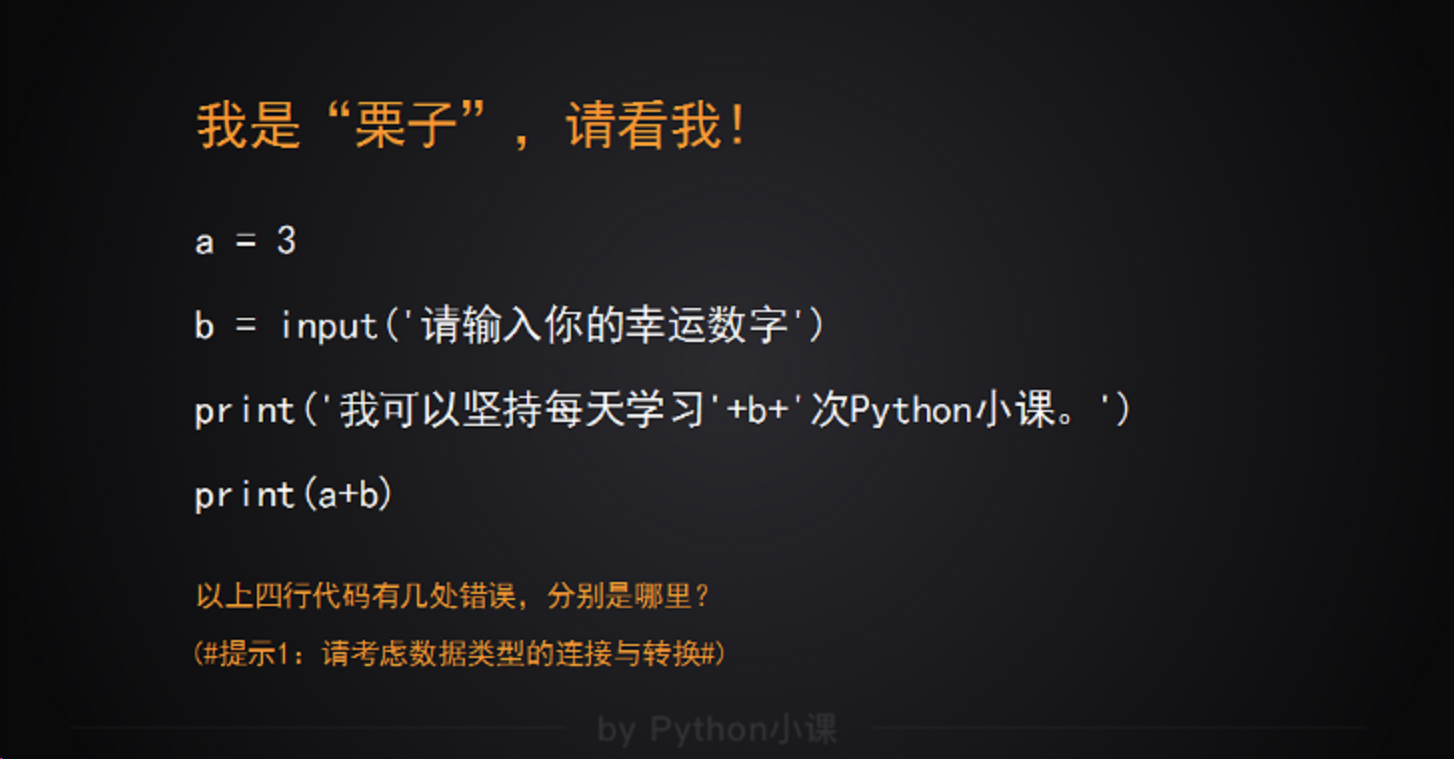 我是“栗子”，请看我！
a = 3
b = input('请输入你的幸运数字')
print('我可以坚持每天学习'+b+'次Python小课。')
print(a+b)
以上四行代码有几处错误，分别是哪里？
(#提示1：请考虑数据类型的连接与转换#)
by Python小课